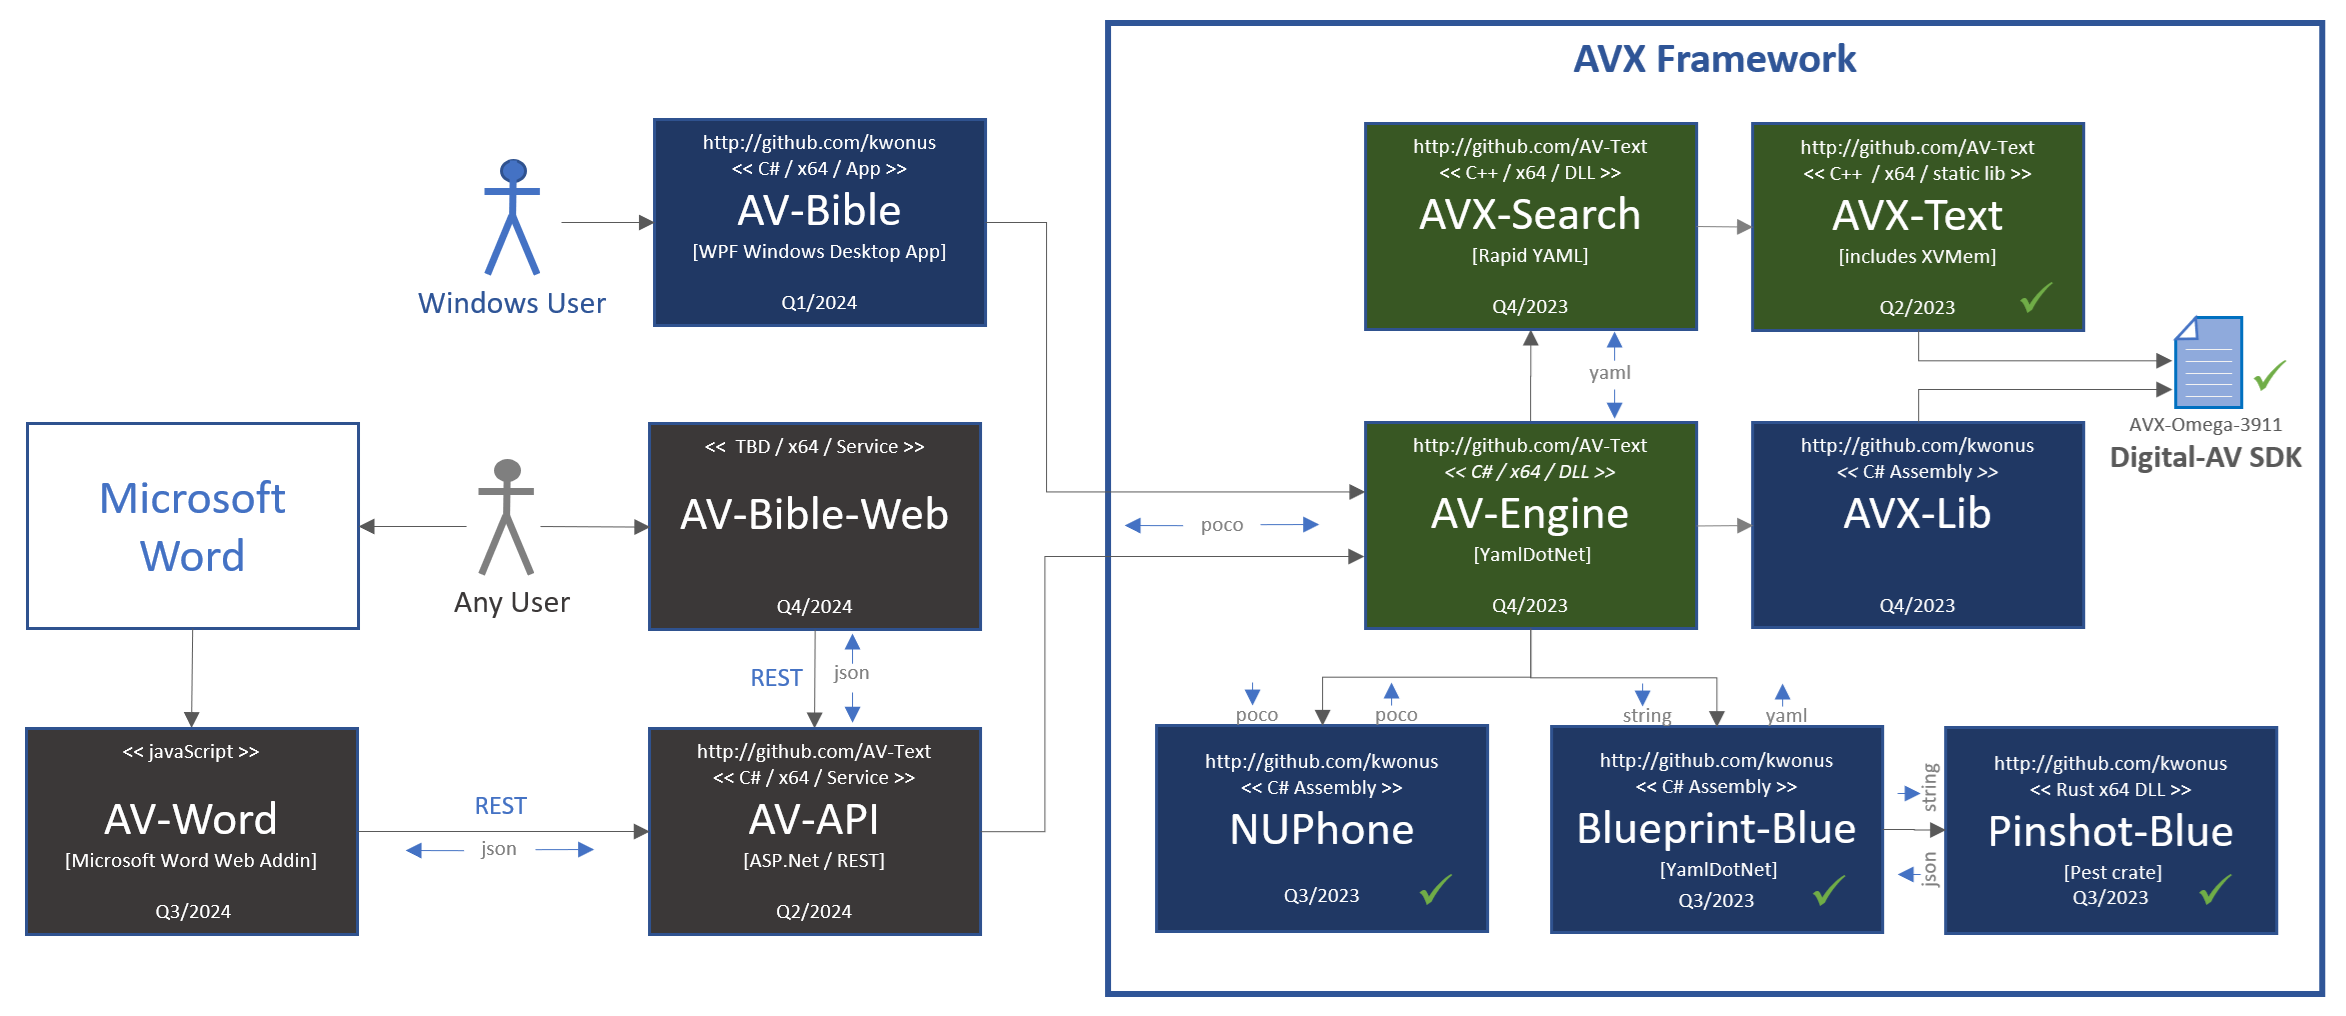 AVX Framework
http://github.com/kwonus
<< C# / x64 / App >>
AV-Bible
[WPF Windows Desktop App]
Q1/2024
Windows User
http://github.com/AV-Text
<< C++ / x64 / DLL >>
AVX-Search
[Rapid YAML]
Q4/2023
http://github.com/AV-Text
<< C++ / x64 / static lib >>
AVX-Text
[includes XVMem]
Q2/2023
yaml
AVX-Omega-3911
Digital-AV SDK
Microsoft
Word
Any User
<< TBD / x64 / Service >>
AV-Bible-Web
Q4/2024
poco
http://github.com/AV-Text
<< C# / x64 / DLL >>
AV-Engine
[YamlDotNet]
Q4/2023
http://github.com/kwonus
<< C# Assembly >>
AVX-Lib
Q4/2023
REST
json
poco
poco
string
yaml
<< javaScript >>
AV-Word
[Microsoft Word Web Addin]
Q3/2024
REST
json
http://github.com/AV-Text
<< C# / x64 / Service >>
AV-API
[ASP.Net / REST]
Q2/2024
http://github.com/kwonus
<< C# Assembly >>
NUPhone
Q3/2023
http://github.com/kwonus
<< C# Assembly >>
Blueprint-Blue
[YamlDotNet]
Q3/2023
string
json
http://github.com/kwonus
<< Rust x64 DLL >>
Pinshot-Blue
[Pest crate]
Q3/2023